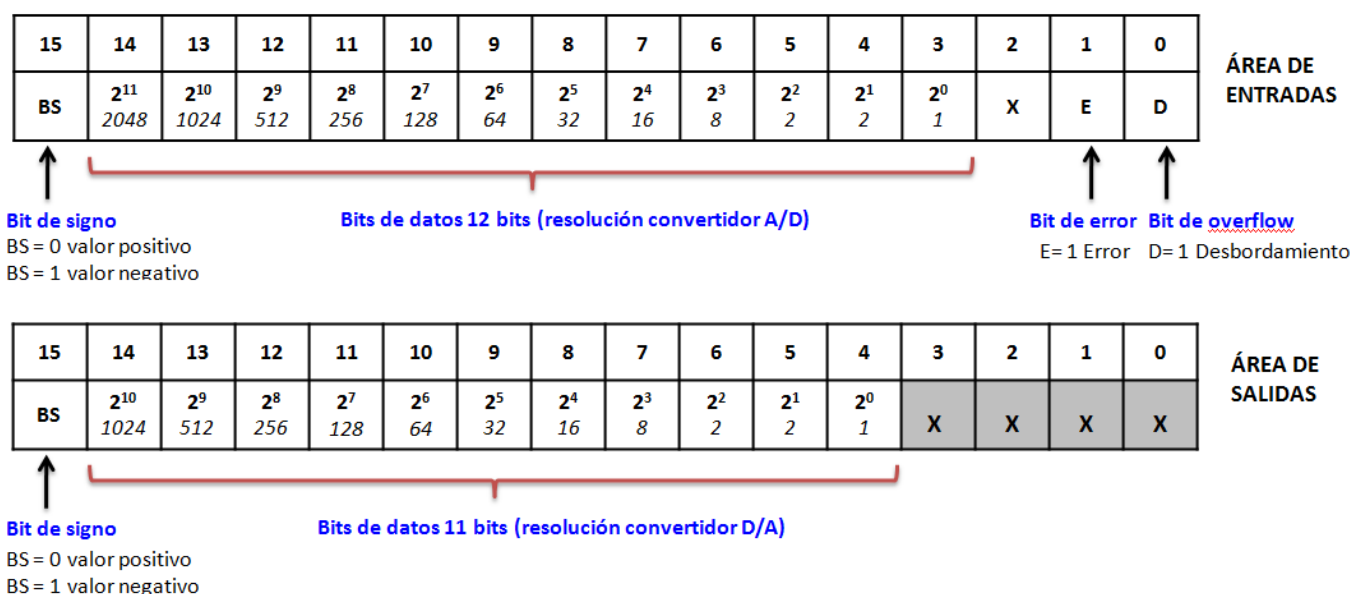 15 14 13 12 11 10 9 8 7 6 5 4 3 2 1 0
BS 2¹¹ 2¹⁰ 2⁹ 2⁸ 2⁷ 2⁶ 2⁵ 2⁴ 2³ 2² 2¹ 2⁰ X E D
2048 1024 512 256 128 64 32 16 8 2 2 1
ÁREA DE
ENTRADAS
Bit de signo
BS = 0 valor positivo
BS = 1 valor negativo
Bits de datos 12 bits (resolución convertidor A/D)
Bit de error
E= 1 Error
Bit de overflow
D= 1 Desbordamiento
15 14 13 12 11 10 9 8 7 6 5 4 3 2 1 0
BS 2¹⁰ 2⁹ 2⁸ 2⁷ 2⁶ 2⁵ 2⁴ 2³ 2² 2¹ 2⁰ X X X X
1024 512 256 128 64 32 16 8 2 2 1
ÁREA DE
SALIDAS
Bit de signo
BS = 0 valor positivo
BS = 1 valor negativo
Bits de datos 11 bits (resolución convertidor D/A)